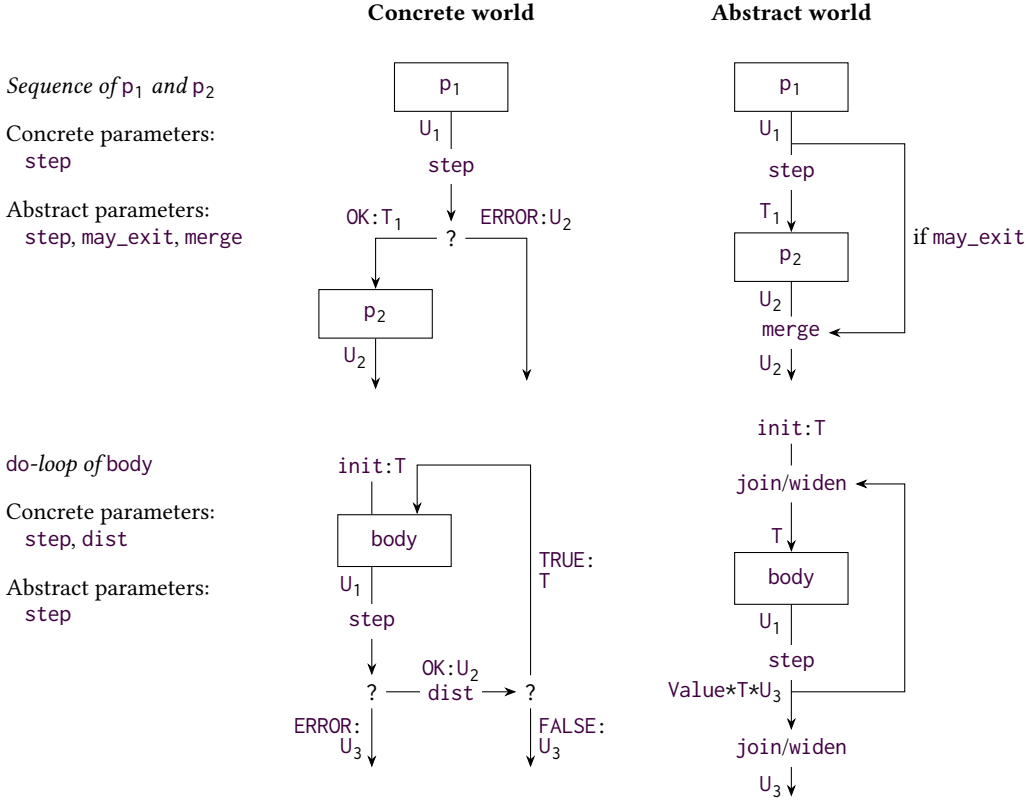 Concrete world
Abstract world
Sequence of p1 and p2
Concrete parameters:
step
Abstract parameters:
step, may_exit, merge
p1
U1
step
OK:T1
ERROR:U2
?
p2
U2
p1
U1
step
T1
p2
if may_exit
U2
merge
U2
do-loop of body
Concrete parameters:
step, dist
Abstract parameters:
step
init:T
body
TRUE:
T
U1
step
OK:U2
? dist ?
ERROR:
U3
FALSE:
U3
init:T
join/widen
T
body
U1
step
Value*T*U3
join/widen
U3